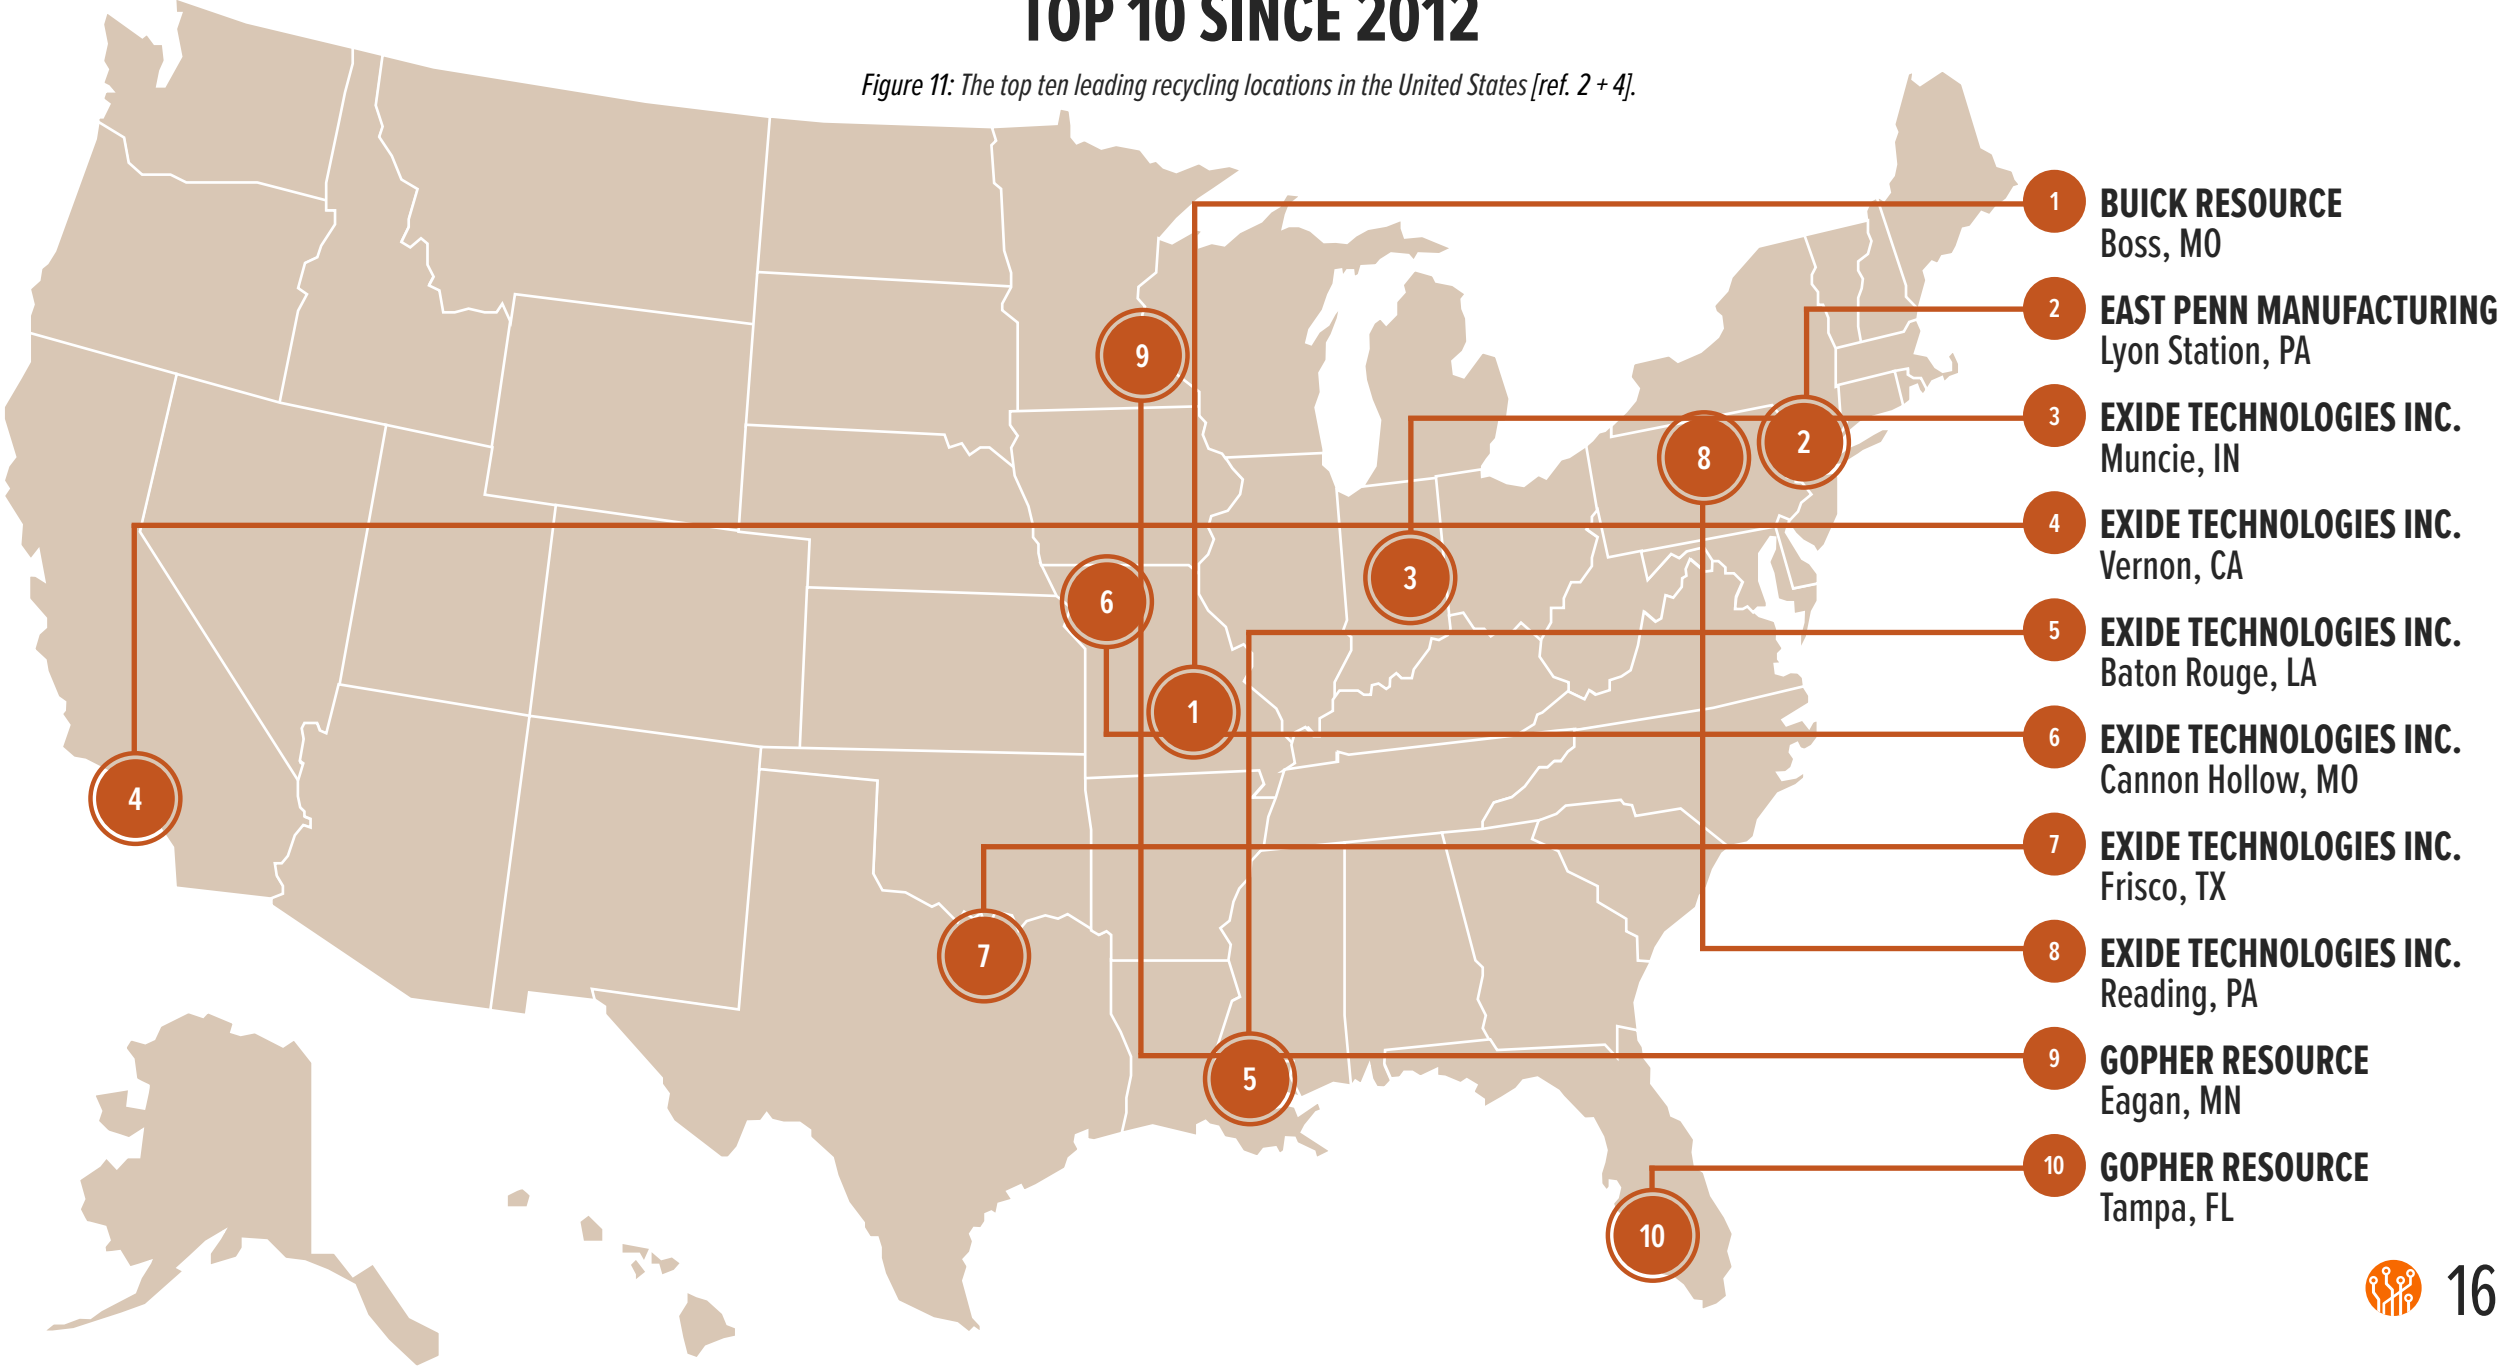 TOP 10 SINCE 2012
Figure 11: The top ten leading recycling locations in the United States [ref. 2 + 4].
1 BUICK RESOURCE
Boss, MO
2 EAST PENN MANUFACTURING
Lyon Station, PA
3 EXIDE TECHNOLOGIES INC.
Muncie, IN
4 EXIDE TECHNOLOGIES INC.
Vernon, CA
5 EXIDE TECHNOLOGIES INC.
Baton Rouge, LA
6 EXIDE TECHNOLOGIES INC.
Cannon Hollow, MO
7 EXIDE TECHNOLOGIES INC.
Frisco, TX
8 EXIDE TECHNOLOGIES INC.
Reading, PA
9 GOPHER RESOURCE
Eagan, MN
10 GOPHER RESOURCE
Tampa, FL
9
2
8
3
6
1
4
7
5
10
16